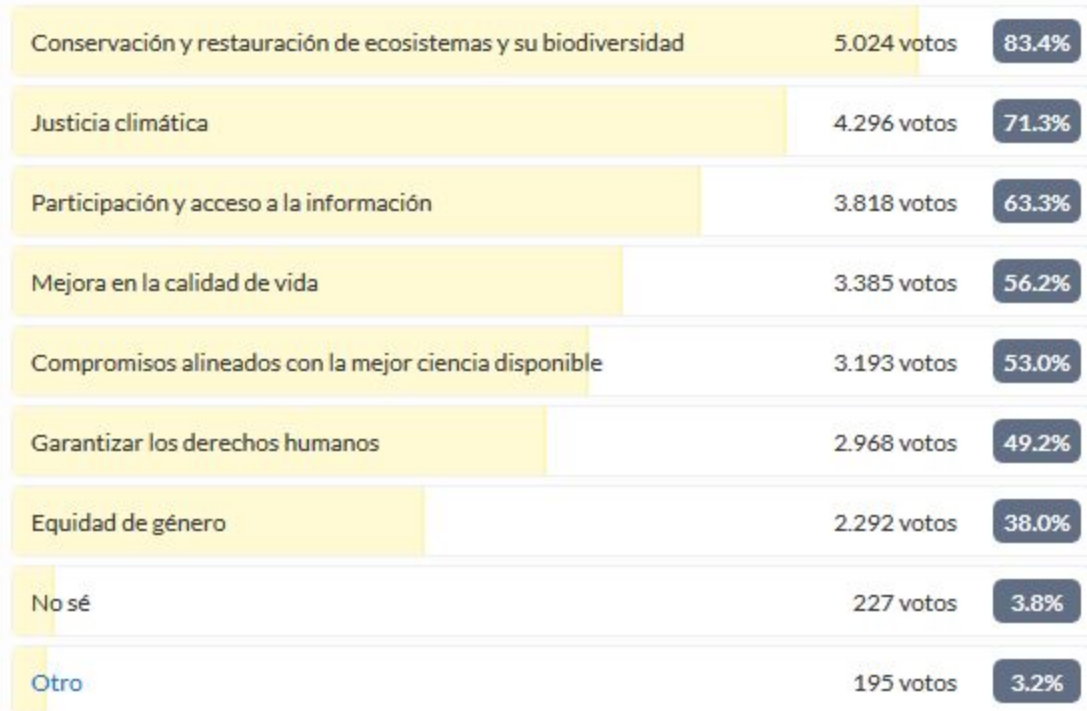 Conservación y restauración de ecosistemas y su biodiversidad 5.024 votos 83.4%
Justicia climática 4.296 votos 71.3%
Participación y acceso a la información 3.818 votos 63.3%
Mejora en la calidad de vida 3.385 votos 56.2%
Compromisos alineados con la mejor ciencia disponible 3.193 votos 53.0%
Garantizar los derechos humanos 2.968 votos 49.2%
Equidad de género 2.292 votos 38.0%
No sé 227 votos 3.8%
Otro 195 votos 3.2%